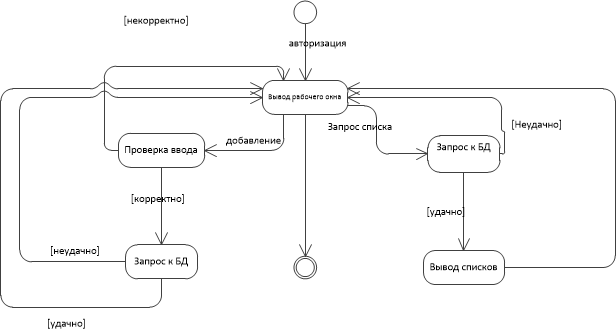 [некорректно]
авторизация
Вывод рабочего окна
Запрос списка
[Неудачно]
добавление
Проверка ввода
Запрос к БД
[корректно]
[удачно]
[неудачно]
Запрос к БД
Вывод списков
[удачно]